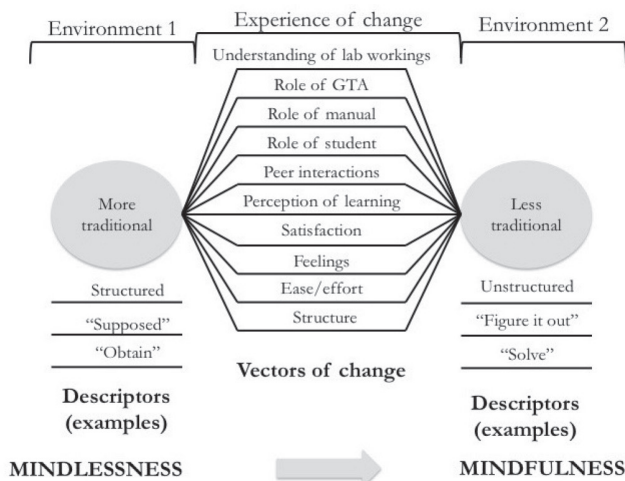 Environment 1
Experience of change
Environment 2
Understanding of lab workings
Role of GTA
Role of manual
Role of student
Peer interactions
Perception of learning
Satisfaction
Feelings
Ease/effort
Structure
Vectors of change
More
traditional
Structured
“Supposed”
“Obtain”
Descriptors
(examples)
Less
traditional
Unstructured
“Figure it out”
“Solve”
Descriptors
(examples)
MINDLESSNESS
MINDFULNESS